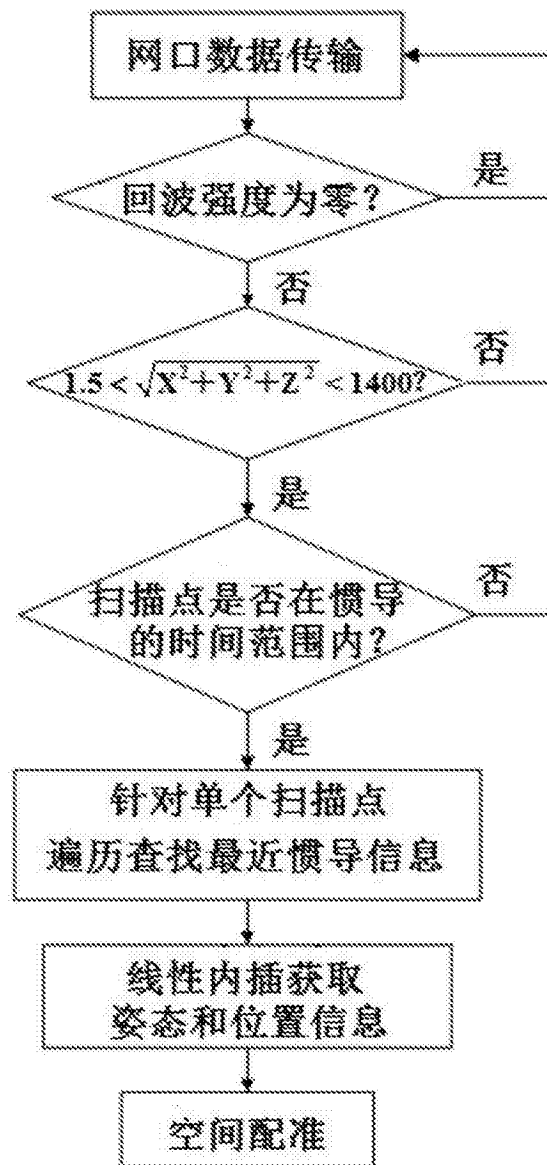 网口数据传输
回波强度为零?
是
否
1.5<√X²+Y²+Z²<1400?
否
是
扫描点是否在惯导
的时间范围内?
否
是
针对单个扫描点
遍历查找最近惯导信息
线性内插获取
姿态和位置信息
空间配准